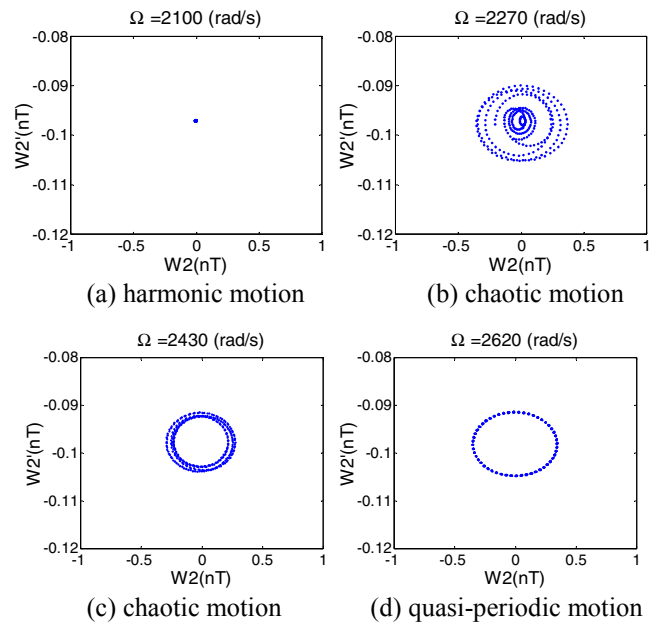 Ω =2100 (rad/s)
-0.08
-0.09
-0.1
-0.11
-0.12
W2'(nT)
-1
-0.5
0
0.5
1
W2(nT)
(a) harmonic motion
Ω =2270 (rad/s)
-0.08
-0.09
-0.1
-0.11
-0.12
W2'(nT)
-1
-0.5
0
0.5
1
W2(nT)
(b) chaotic motion
Ω =2430 (rad/s)
-0.08
-0.09
-0.1
-0.11
-0.12
W2'(nT)
-1
-0.5
0
0.5
1
W2(nT)
(c) chaotic motion
Ω =2620 (rad/s)
-0.08
-0.09
-0.1
-0.11
-0.12
W2'(nT)
-1
-0.5
0
0.5
1
W2(nT)
(d) quasi-periodic motion